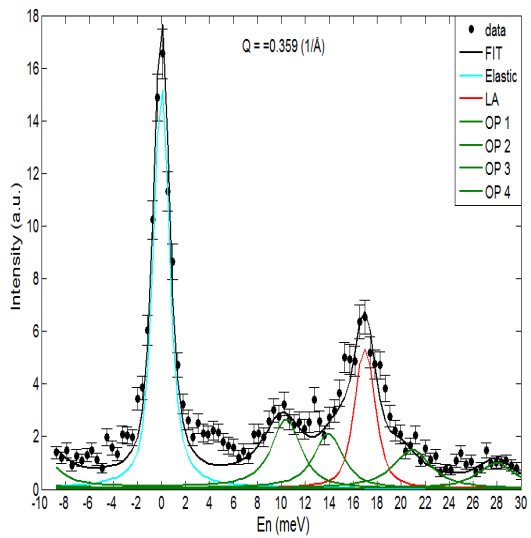 Q = =0.359 (1/Å)
data
FIT
Elastic
LA
OP 1
OP 2
OP 3
OP 4
Intensity (a.u.)
18
16
14
12
10
8
6
4
2
0
-10 -8 -6 -4 -2 0 2 4 6 8 10 12 14 16 18 20 22 24 26 28 30
En (meV)